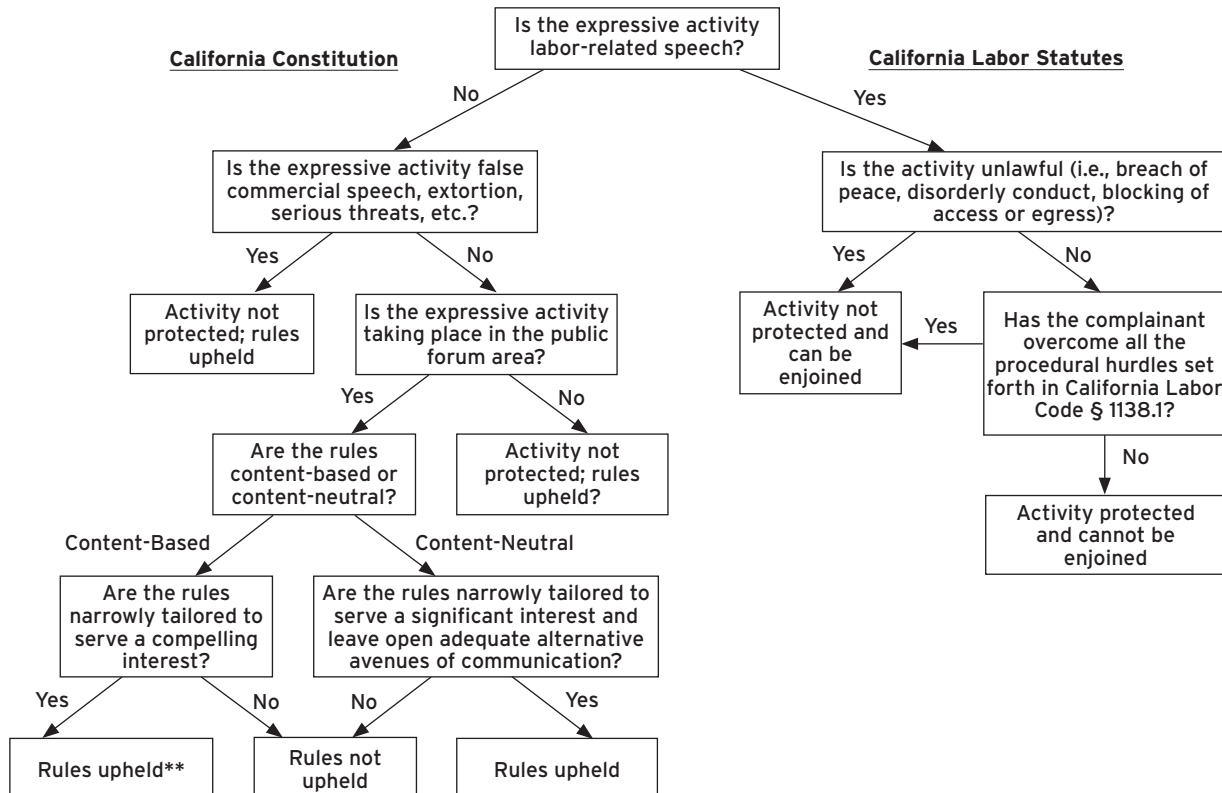 Is the expressive activity
labor-related speech?
California Constitution
California Labor Statutes
No
Yes
Is the expressive activity false
commercial speech, extortion,
serious threats, etc.?
Is the activity unlawful (i.e., breach of
peace, disorderly conduct, blocking of
access or egress)?
Yes
No
Yes
No
Activity not
protected; rules
upheld
Is the expressive activity
taking place in the public
forum area?
Activity not
protected and
can be
enjoined
Yes
Has the complainant
overcome all the
procedural hurdles set
forth in California Labor
Code § 1138.1?
Yes
No
No
Are the rules
content-based or
content-neutral?
Activity not
protected; rules
upheld?
Activity protected
and cannot be
enjoined
Content-Based
Content-Neutral
Are the rules
narrowly tailored to
serve a compelling
interest?
Are the rules narrowly tailored to
serve a significant interest and
leave open adequate alternative
avenues of communication?
Yes
No
No
Yes
Rules upheld**
Rules not
upheld
Rules upheld